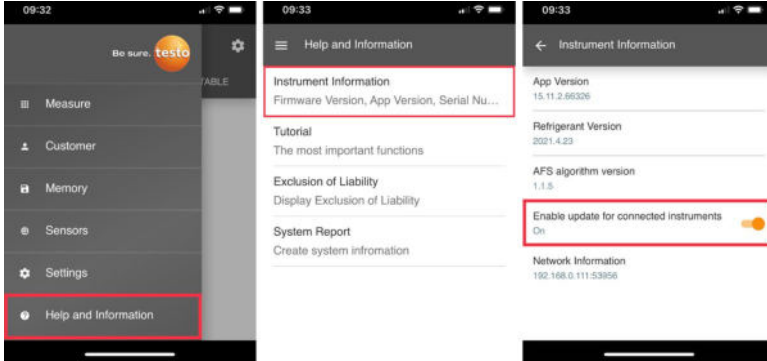 09:32
Be sure. testo
TABLE
Measure
Customer
Memory
Sensors
Settings
Help and Information
09:33
Help and Information
Instrument Information
Firmware Version, App Version, Serial Nu...
Tutorial
The most important functions
Exclusion of Liability
Display Exclusion of Liability
System Report
Create system infromation
09:33
Instrument Information
App Version
15.11.2.66326
Refrigerant Version
2021.4.23
AFS algorithm version
1.1.5
Enable update for connected instruments
On
Network Information
192.168.0.111:53956